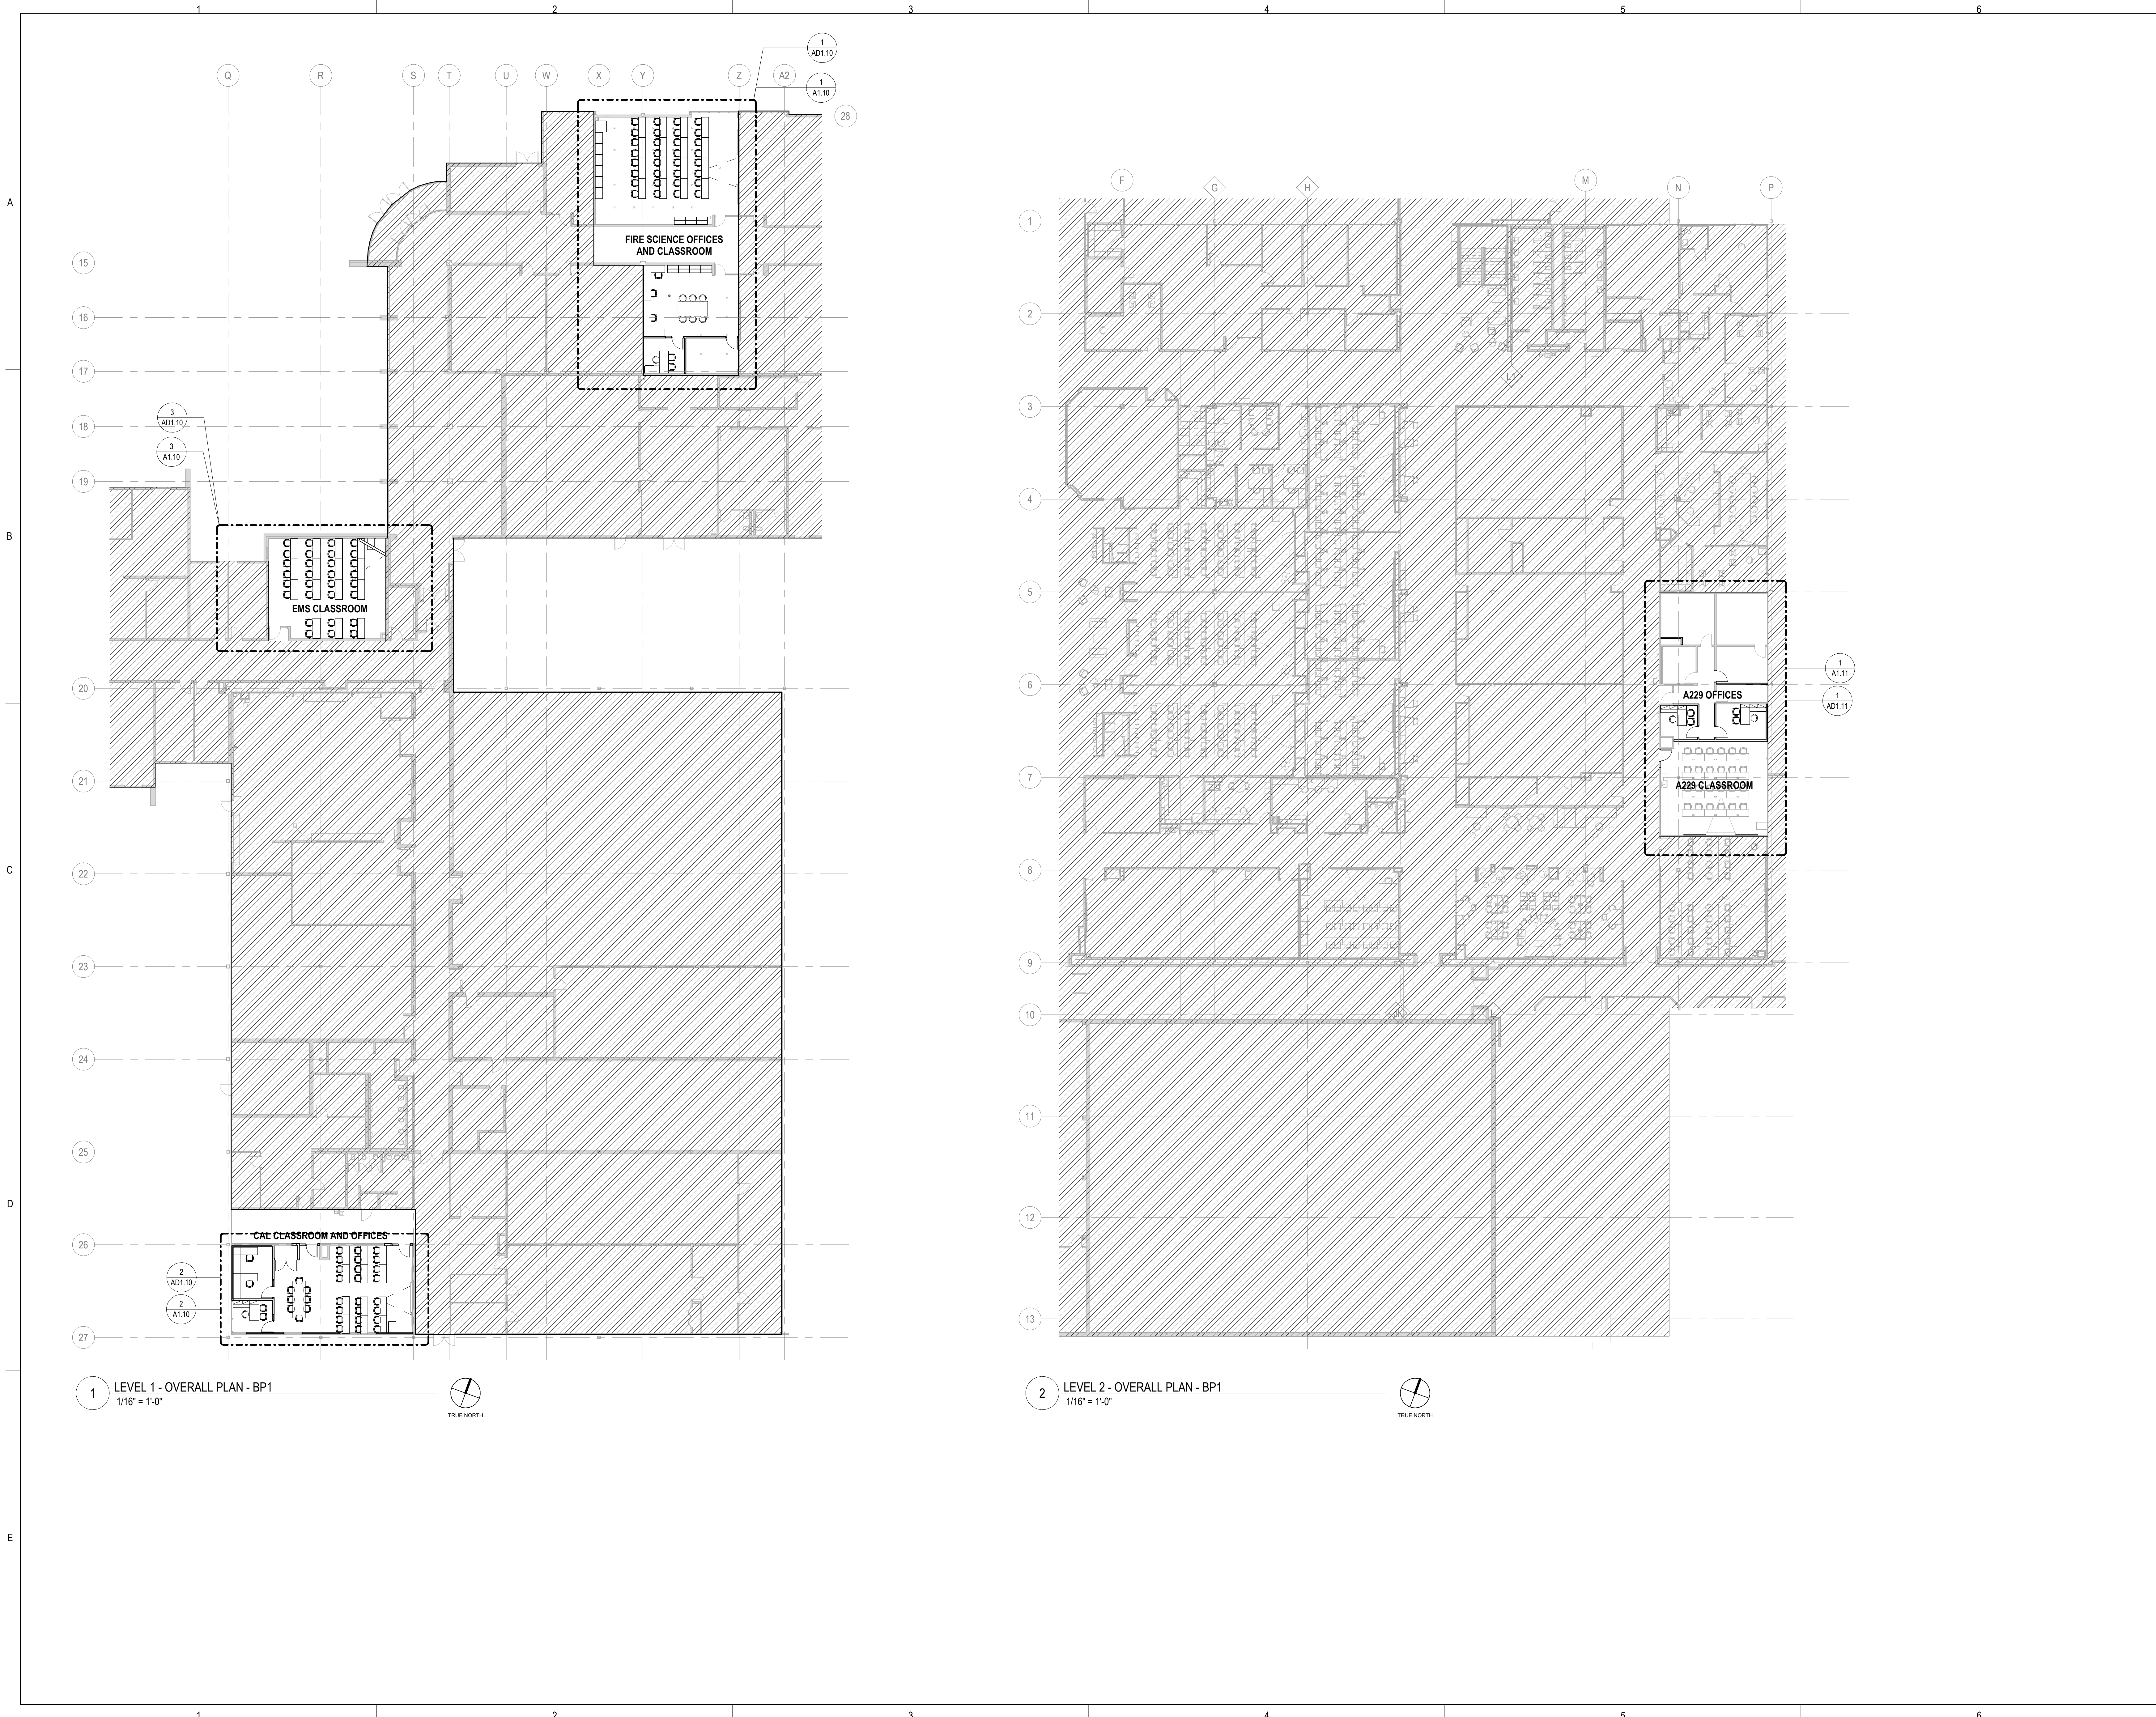 1 2 3 4 5 6
A
B
C
D
E
1
AD1.10
1
A1.10
Q R S T U W X Y Z A2
28
15
16
17
18
19
20
21
22
23
24
25
26
27
FIRE SCIENCE OFFICES
AND CLASSROOM
3
AD1.10
3
A1.10
EMS CLASSROOM
CAL CLASSROOM AND OFFICES
2
AD1.10
2
A1.10
1 LEVEL 1 - OVERALL PLAN - BP1
1/16" = 1'-0"
TRUE NORTH
F G H M N P
1
2
L1
3
4
5
6
7
8
9
10
JK
L
11
12
13
1
A1.11
1
AD1.11
A229 OFFICES
A229 CLASSROOM
2 LEVEL 2 - OVERALL PLAN - BP1
1/16" = 1'-0"
TRUE NORTH
1 2 3 4 5 6